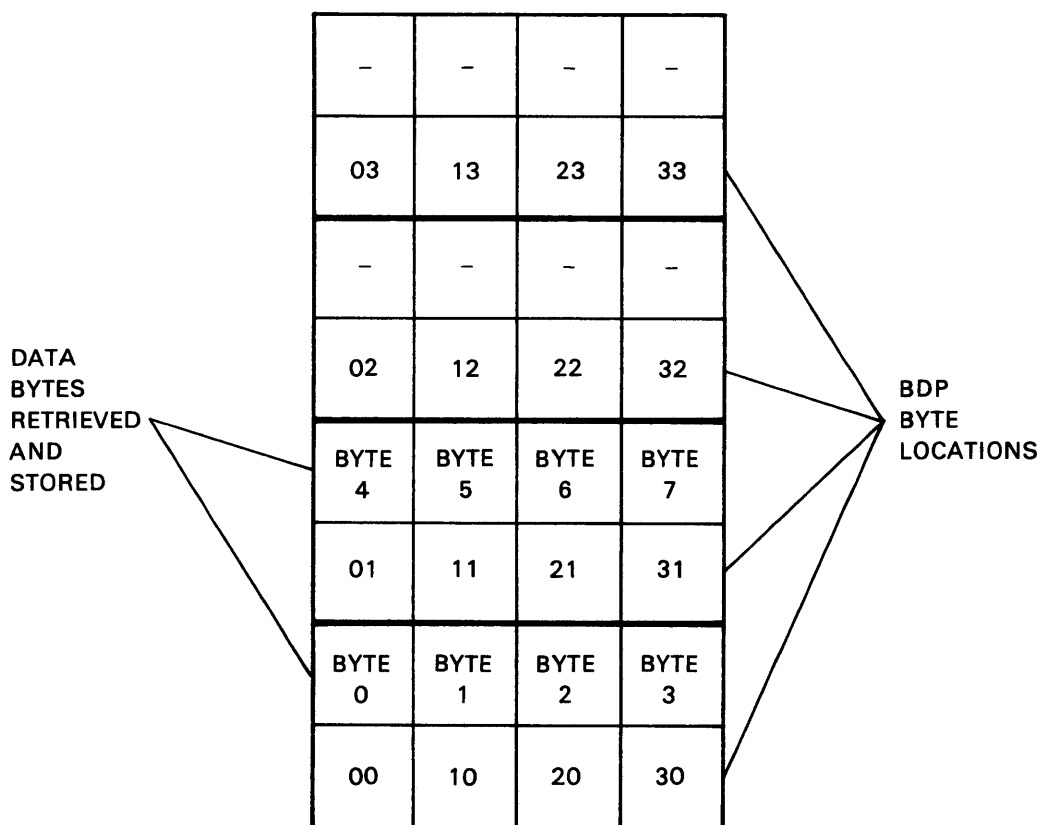 – – – –
03 13 23 33
– – – –
02 12 22 32
DATA
BYTES
RETRIEVED
AND
STORED
BYTE 4 BYTE 5 BYTE 6 BYTE 7
01 11 21 31
BYTE 0 BYTE 1 BYTE 2 BYTE 3
00 10 20 30
BDP
BYTE
LOCATIONS